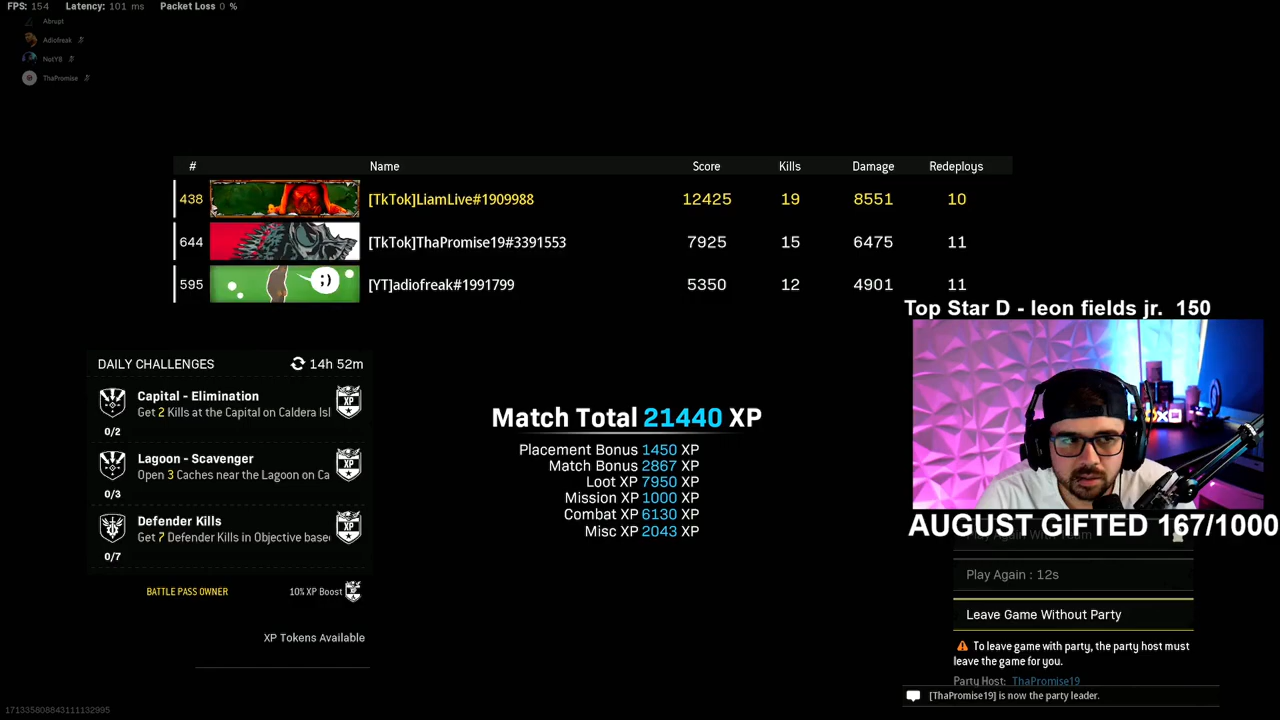 FPS: 154 Latency: 101 ms Packet Loss 0 %
Abrupt
Adiofreak
NotY8
ThaPromise
# Name Score Kills Damage Redeploys
438 [TkTok]LiamLive#1909988 12425 19 8551 10
644 [TkTok]ThaPromise19#3391553 7925 15 6475 11
595 ;) [YT]adiofreak#1991799 5350 12 4901 11
Top Star D - leon fields jr. 150
DAILY CHALLENGES 14h 52m
Capital - Elimination XP
Get 2 Kills at the Capital on Caldera Isl
0/2
Lagoon - Scavenger XP
Open 3 Caches near the Lagoon on Ca
0/3
Defender Kills XP
Get 7 Defender Kills in Objective base
0/7
BATTLE PASS OWNER 10% XP Boost
XP Tokens Available
Match Total 21440 XP
Placement Bonus 1450 XP
Match Bonus 2867 XP
Loot XP 7950 XP
Mission XP 1000 XP
Combat XP 6130 XP
Misc XP 2043 XP
AUGUST GIFTED 167/1000
Play Again With Team
Play Again : 12s
Leave Game Without Party
To leave game with party, the party host must
leave the game for you.
Party Host: ThaPromise19
[ThaPromise19] is now the party leader.